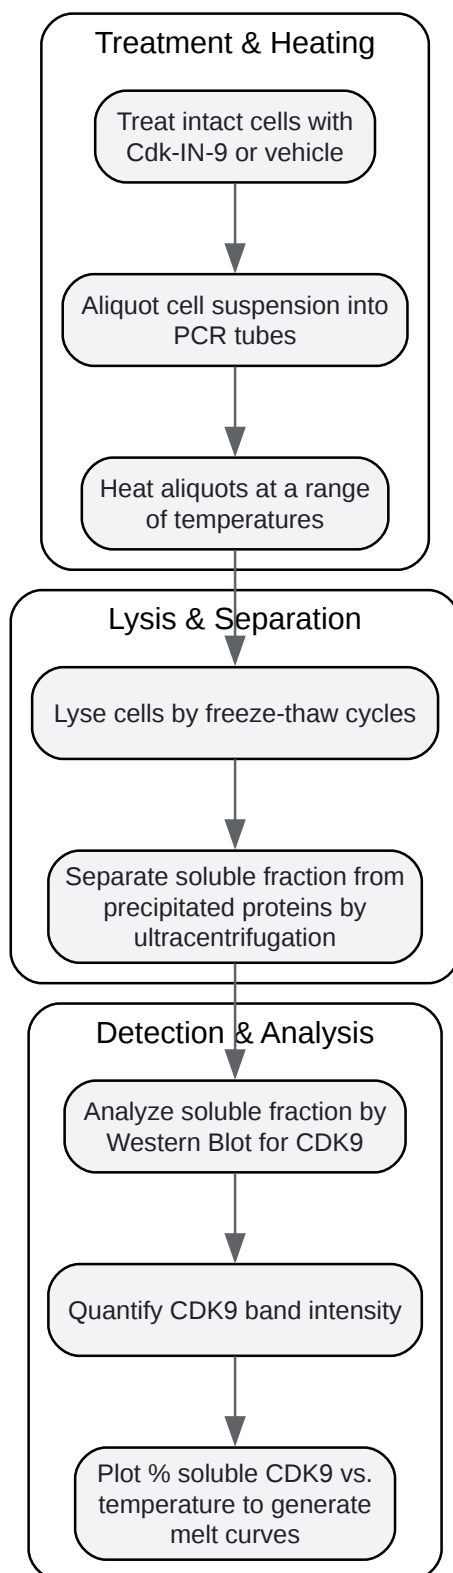 Treatment & Heating
Treat intact cells with
Cdk-IN-9 or vehicle
Aliquot cell suspension into
PCR tubes
Heat aliquots at a range
of temperatures
Lysis & Separation
Lyse cells by freeze-thaw cycles
Separate soluble fraction from
precipitated proteins by
ultracentrifugation
Detection & Analysis
Analyze soluble fraction by
Western Blot for CDK9
Quantify CDK9 band intensity
Plot % soluble CDK9 vs.
temperature to generate
melt curves